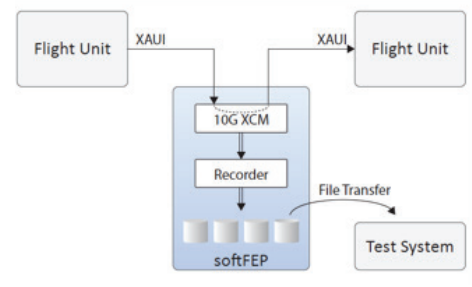 Flight Unit
XAUI
XAUI
Flight Unit
10G XCM
Recorder
File Transfer
softFEP
Test System